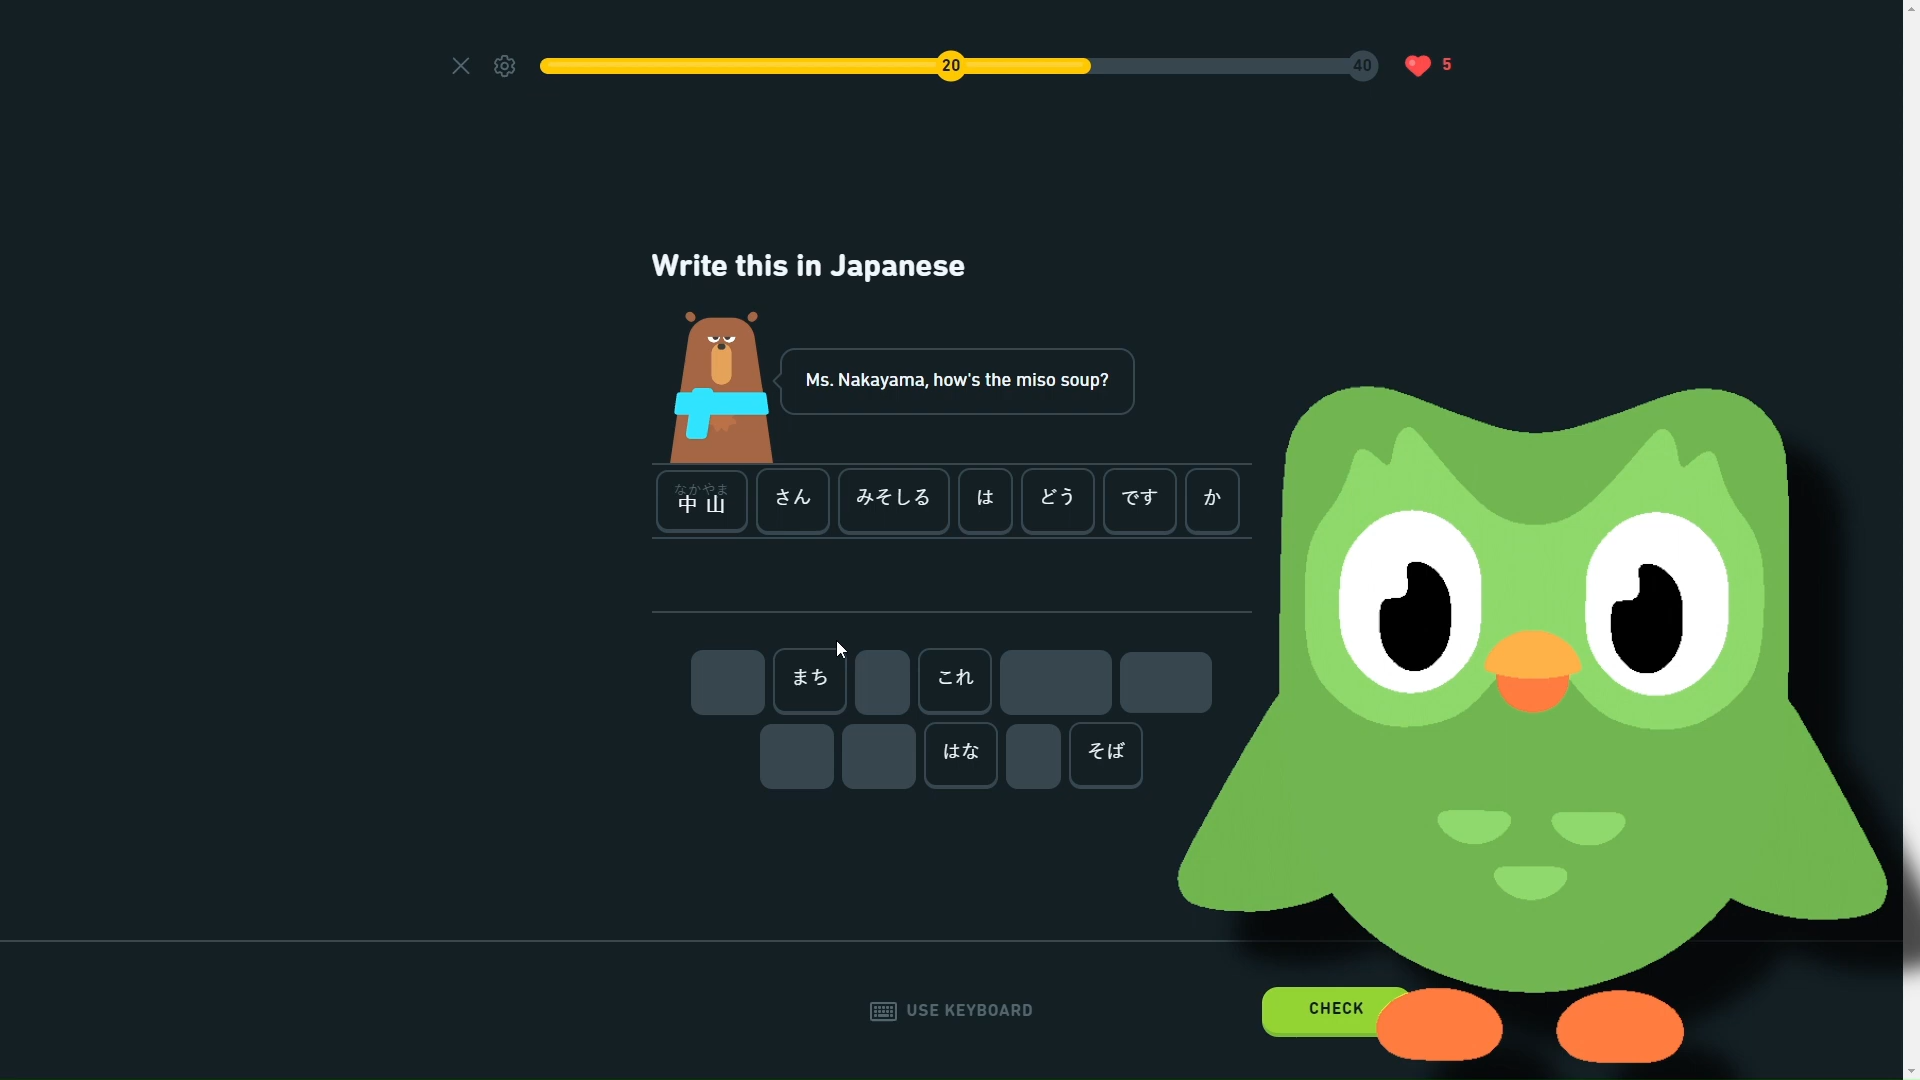 20
40
5
Write this in Japanese
Ms. Nakayama, how's the miso soup?
なかやま
中山 さん みそしる は どう です か
まち これ
はな そば
USE KEYBOARD
CHECK